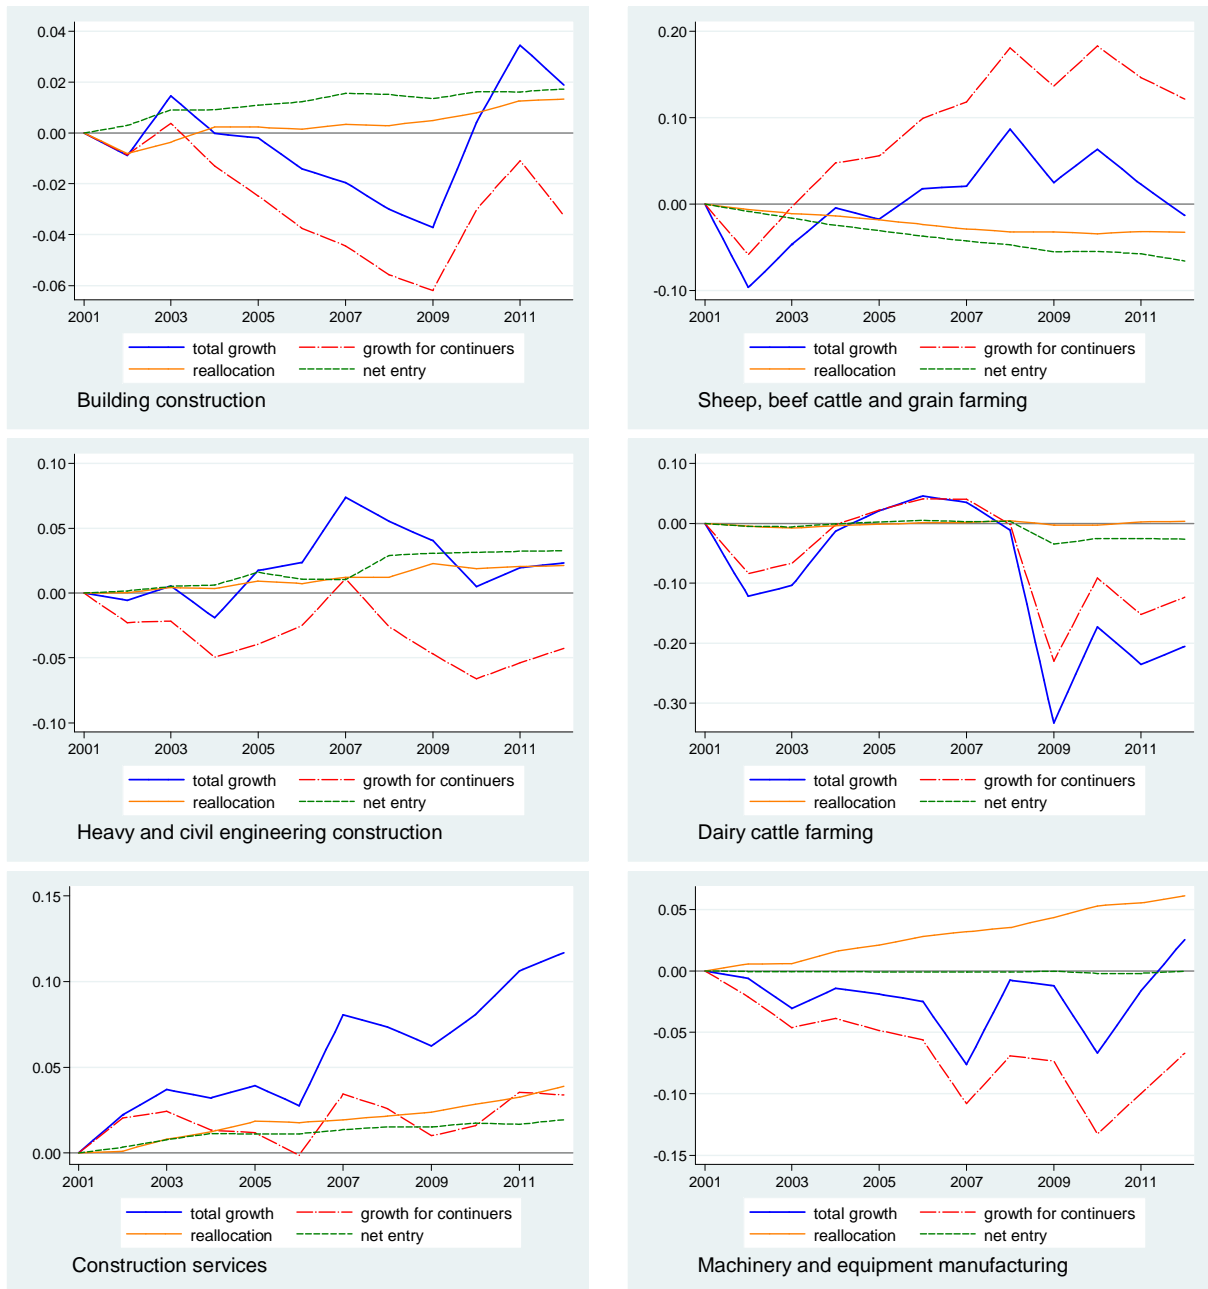 0.04
0.02
0.00
-0.02
-0.04
-0.06
2001 2003 2005 2007 2009 2011
total growth growth for continuers
reallocation net entry
Building construction
0.20
0.10
0.00
-0.10
2001 2003 2005 2007 2009 2011
total growth growth for continuers
reallocation net entry
Sheep, beef cattle and grain farming
0.10
0.05
0.00
-0.05
-0.10
2001 2003 2005 2007 2009 2011
total growth growth for continuers
reallocation net entry
Heavy and civil engineering construction
0.10
0.00
-0.10
-0.20
-0.30
2001 2003 2005 2007 2009 2011
total growth growth for continuers
reallocation net entry
Dairy cattle farming
0.15
0.10
0.05
0.00
2001 2003 2005 2007 2009 2011
total growth growth for continuers
reallocation net entry
Construction services
0.05
0.00
-0.05
-0.10
-0.15
2001 2003 2005 2007 2009 2011
total growth growth for continuers
reallocation net entry
Machinery and equipment manufacturing